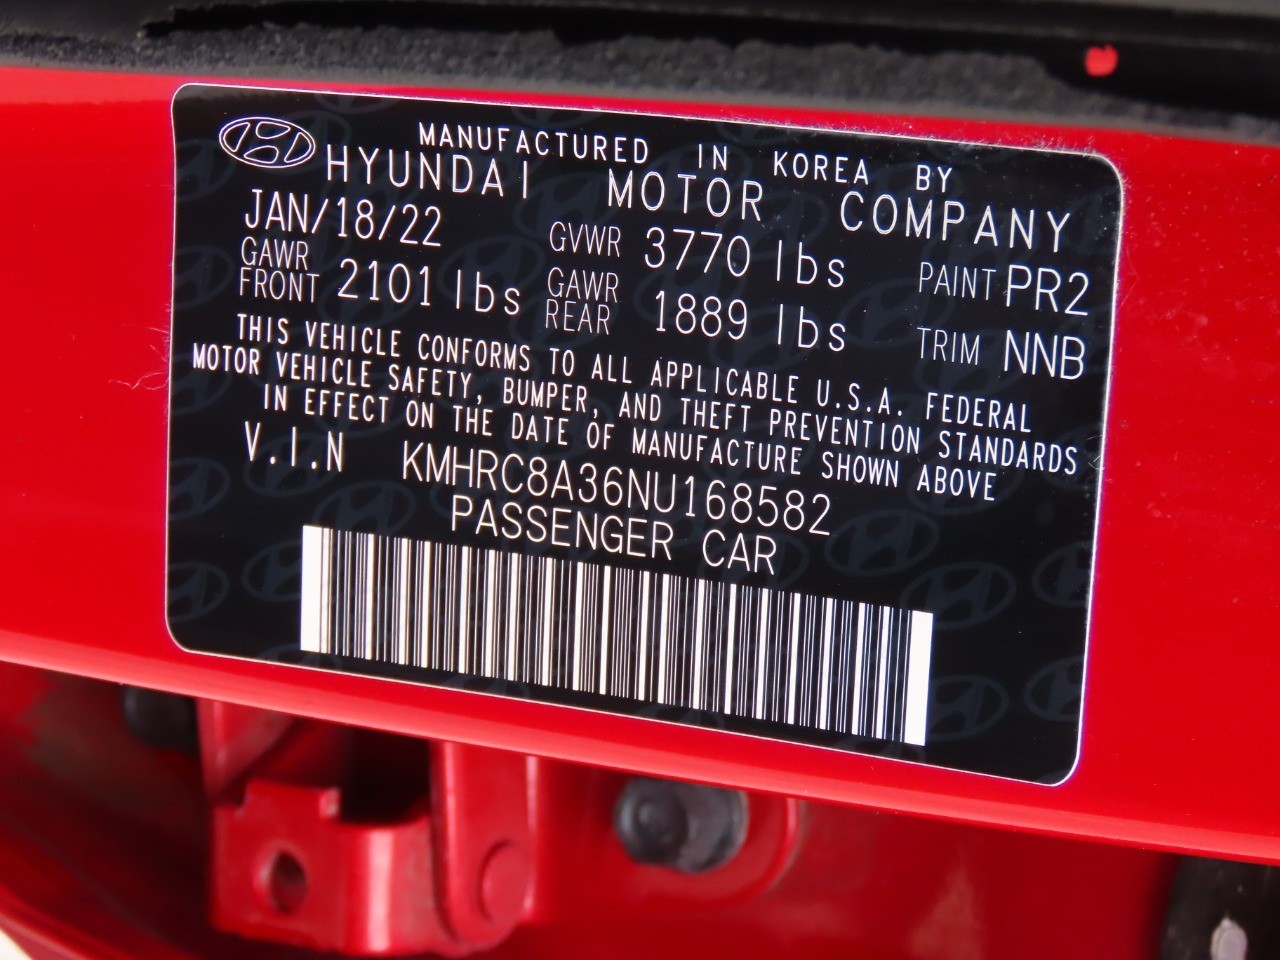 MANUFACTURED IN KOREA BY
HYUNDAI MOTOR COMPANY
JAN/18/22 GVWR 3770 lbs PAINT PR2
GAWR FRONT 2101 lbs GAWR REAR 1889 lbs TRIM NNB
THIS VEHICLE CONFORMS TO ALL APPLICABLE U.S.A. FEDERAL
MOTOR VEHICLE SAFETY, BUMPER, AND THEFT PREVENTION STANDARDS
IN EFFECT ON THE DATE OF MANUFACTURE SHOWN ABOVE
V.I.N KMHRC8A36NU168582
PASSENGER CAR